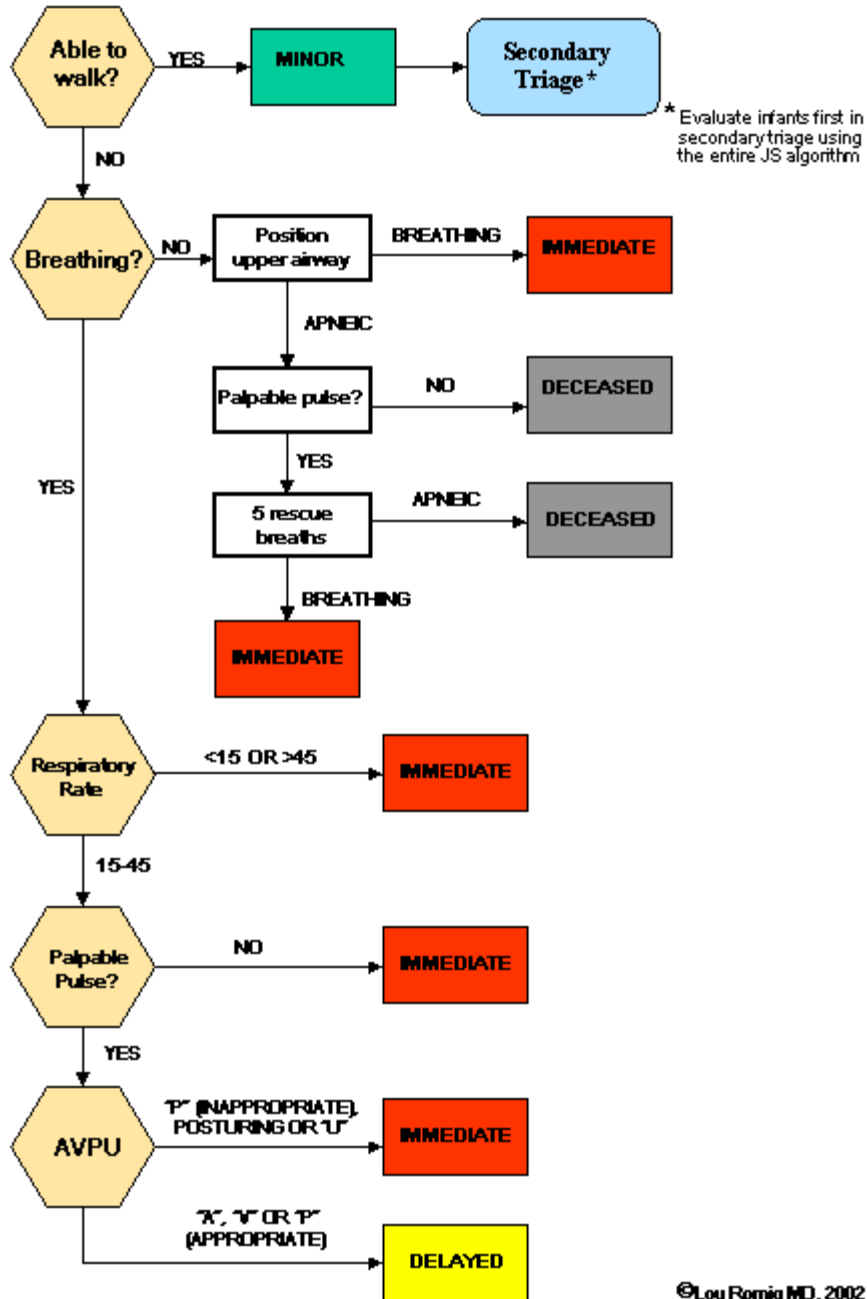 Able to
walk?
YES
MINOR
Secondary
Triage*
* Evaluate infants first in
secondary triage using
the entire JS algorithm
NO
Breathing?
NO
Position
upper airway
BREATHING
IMMEDIATE
APNEIC
Palpable pulse?
NO
DECEASED
YES
YES
5 rescue
breaths
APNEIC
DECEASED
BREATHING
IMMEDIATE
Respiratory
Rate
<15 OR >45
IMMEDIATE
15-45
Palpable
Pulse?
NO
IMMEDIATE
YES
AVPU
"P" (INAPPROPRIATE),
POSTURING OR "U"
IMMEDIATE
"A", "V" OR "P"
(APPROPRIATE)
DELAYED
©Lou Romig MD, 2002